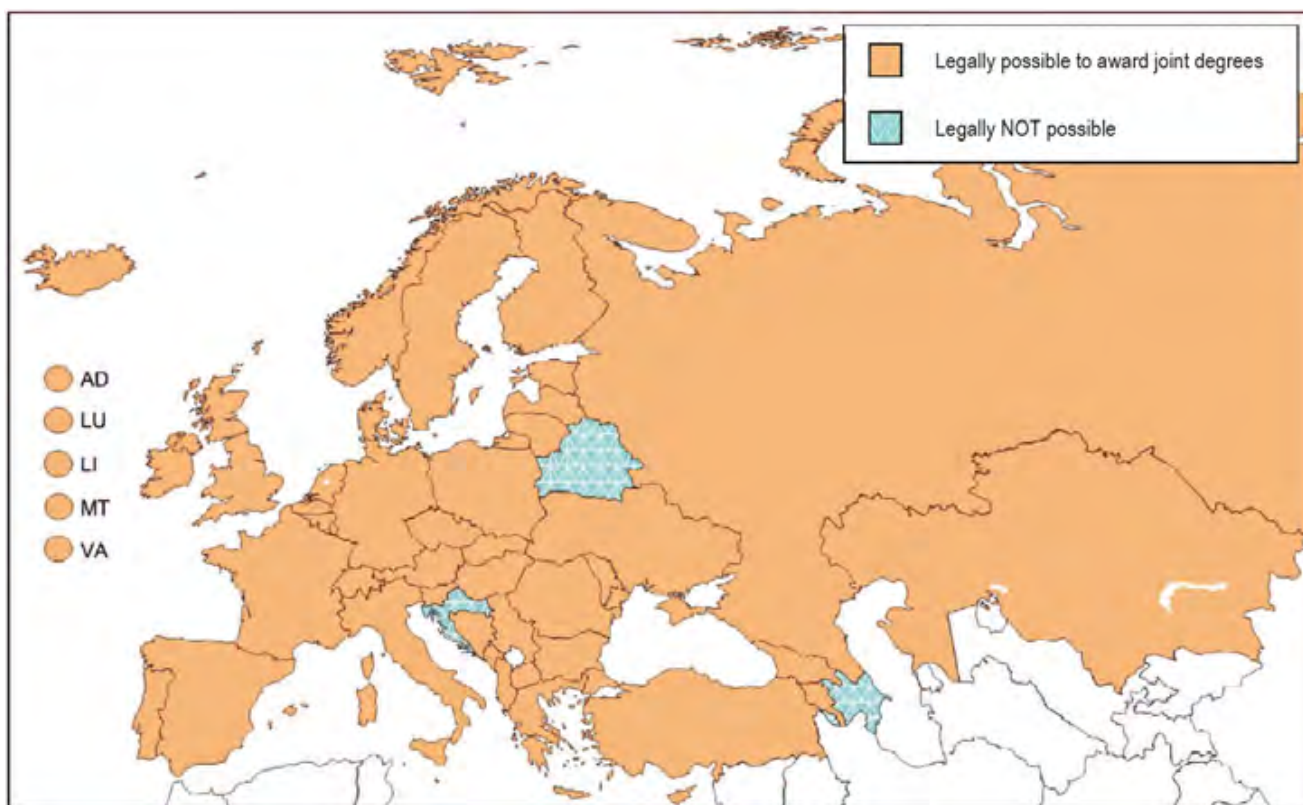 Legally possible to award joint degrees
Legally NOT possible
AD
LU
LI
MT
VA